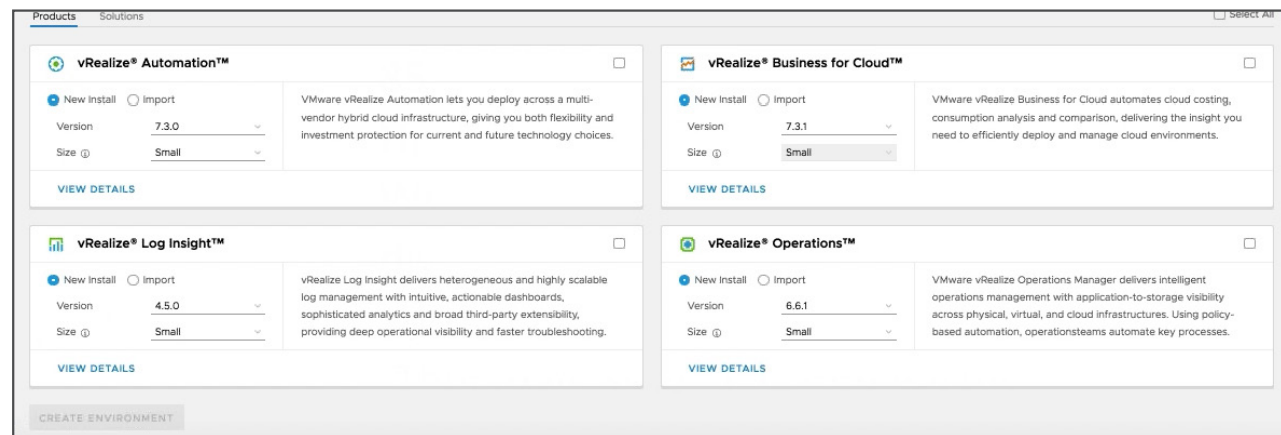 Products Solutions Select All
vRealize® Automation™
New Install Import
Version 7.3.0
Size Small
VMware vRealize Automation lets you deploy across a multi-
vendor hybrid cloud infrastructure, giving you both flexibility and
investment protection for current and future technology choices.
VIEW DETAILS
vRealize® Business for Cloud™
New Install Import
Version 7.3.1
Size Small
VMware vRealize Business for Cloud automates cloud costing,
consumption analysis and comparison, delivering the insight you
need to efficiently deploy and manage cloud environments.
VIEW DETAILS
vRealize® Log Insight™
New Install Import
Version 4.5.0
Size Small
vRealize Log Insight delivers heterogeneous and highly scalable
log management with intuitive, actionable dashboards,
sophisticated analytics and broad third-party extensibility,
providing deep operational visibility and faster troubleshooting.
VIEW DETAILS
vRealize® Operations™
New Install Import
Version 6.6.1
Size Small
VMware vRealize Operations Manager delivers intelligent
operations management with application-to-storage visibility
across physical, virtual, and cloud infrastructures. Using policy-
based automation, operationsteams automate key processes.
VIEW DETAILS
CREATE ENVIRONMENT